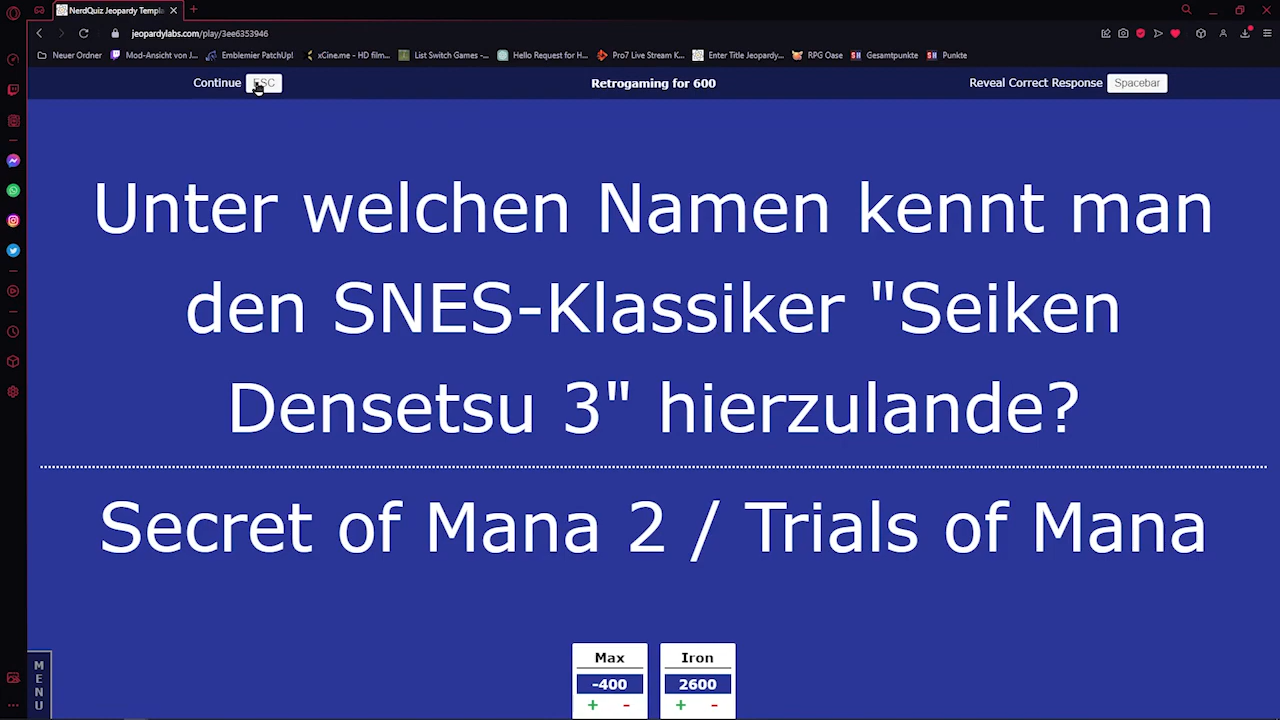 NerdQuiz Jeopardy Templa
jeopardylabs.com/play/3ee6353946
Neuer Ordner
Mod-Ansicht von J...
Emblemier PatchUp!
xCine.me - HD film...
List Switch Games -...
Hello Request for H...
Pro7 Live Stream K...
Enter Title Jeopardy...
RPG Oase
Gesamtpunkte
Punkte
Continue ESC
Retrogaming for 600
Reveal Correct Response Spacebar
Unter welchen Namen kennt man
den SNES-Klassiker "Seiken
Densetsu 3" hierzulande?
Secret of Mana 2 / Trials of Mana
Max
-400
+ -
Iron
2600
+ -
MENU